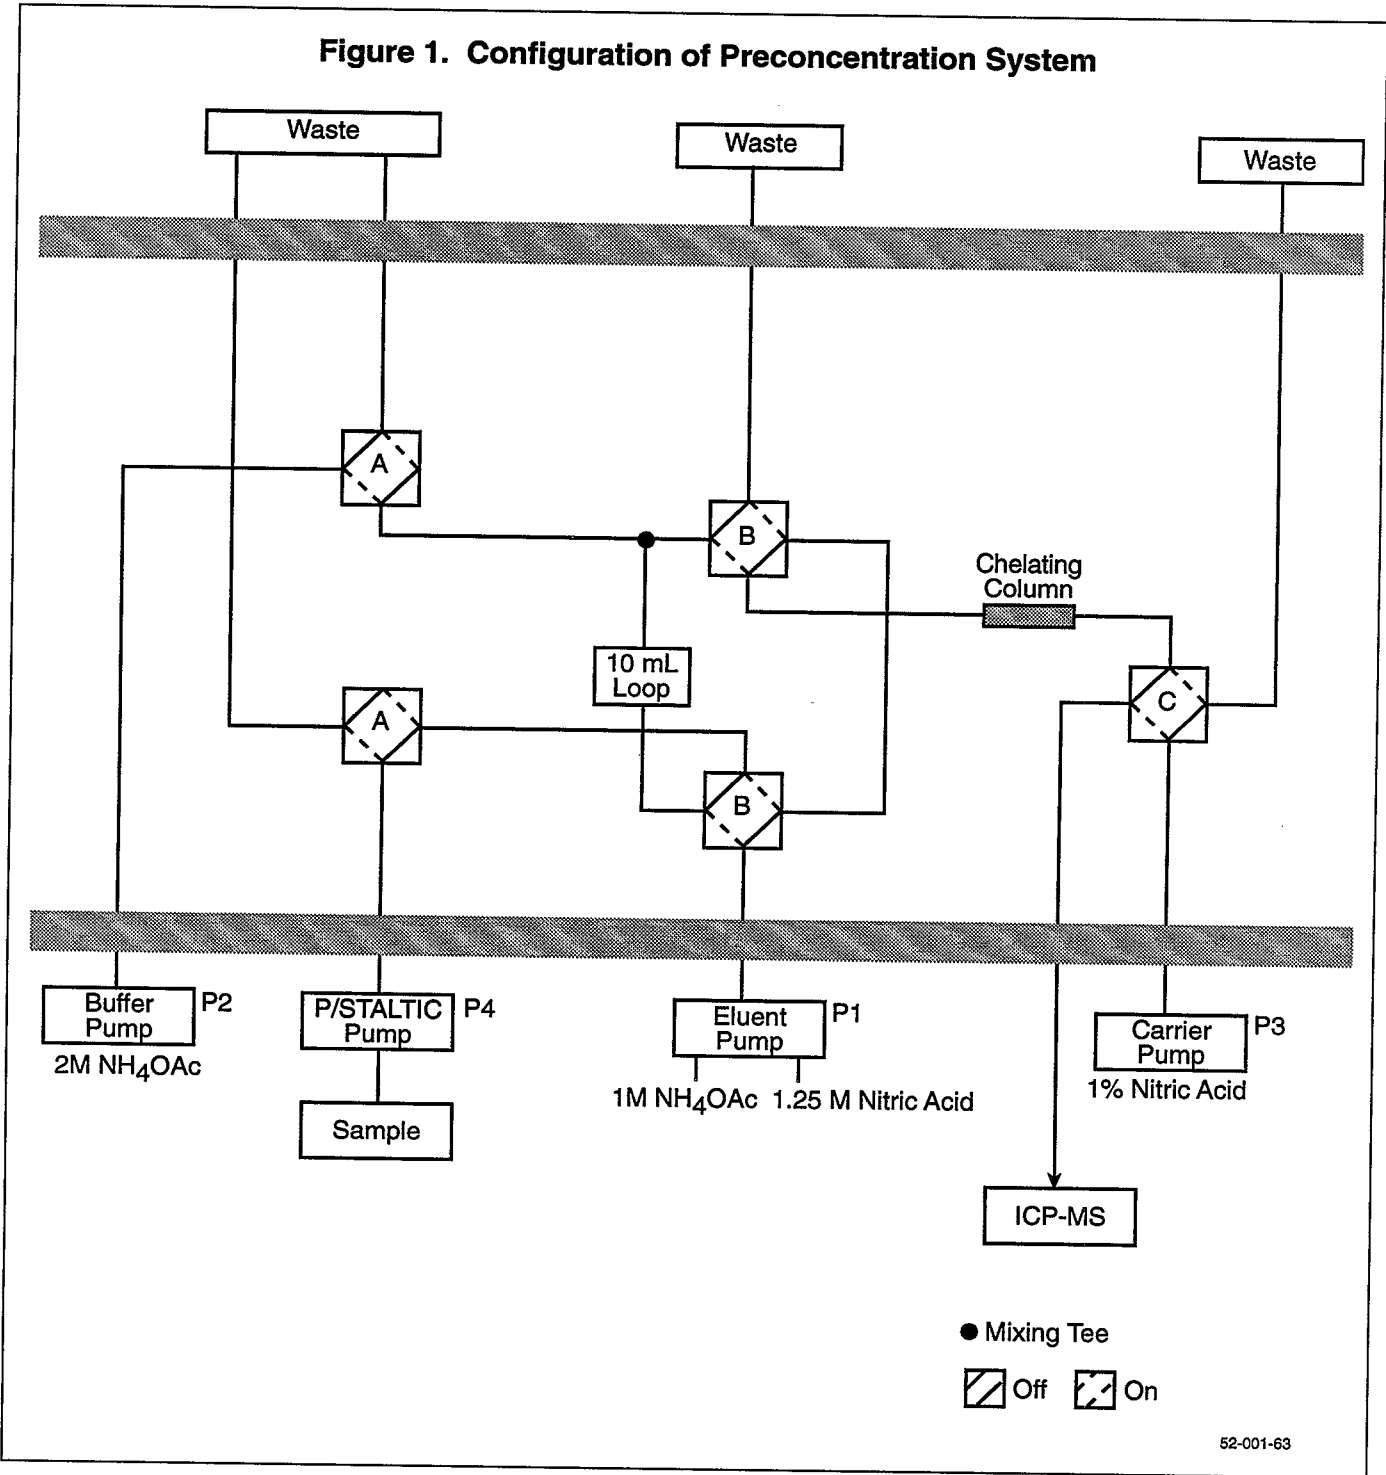 Figure 1. Configuration of Preconcentration System
Waste
Waste
Waste
A
B
Chelating
Column
10 mL
Loop
A
C
B
Buffer
Pump
P2
2M NH4OAc
P/STALTIC
Pump
P4
Sample
Eluent
Pump
P1
1M NH4OAc
1.25 M Nitric Acid
Carrier
Pump
P3
1% Nitric Acid
ICP-MS
Mixing Tee
Off
On
52-001-63